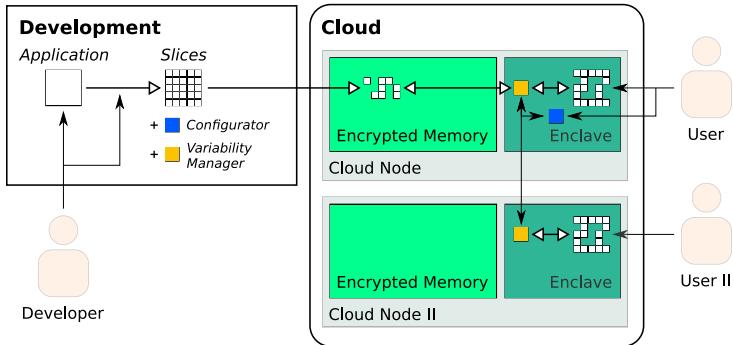 Development
Application
Slices
+ Configurator
+ Variability
Manager
Developer
Cloud
Encrypted Memory
Enclave
Cloud Node
Encrypted Memory
Enclave
Cloud Node II
User
User II